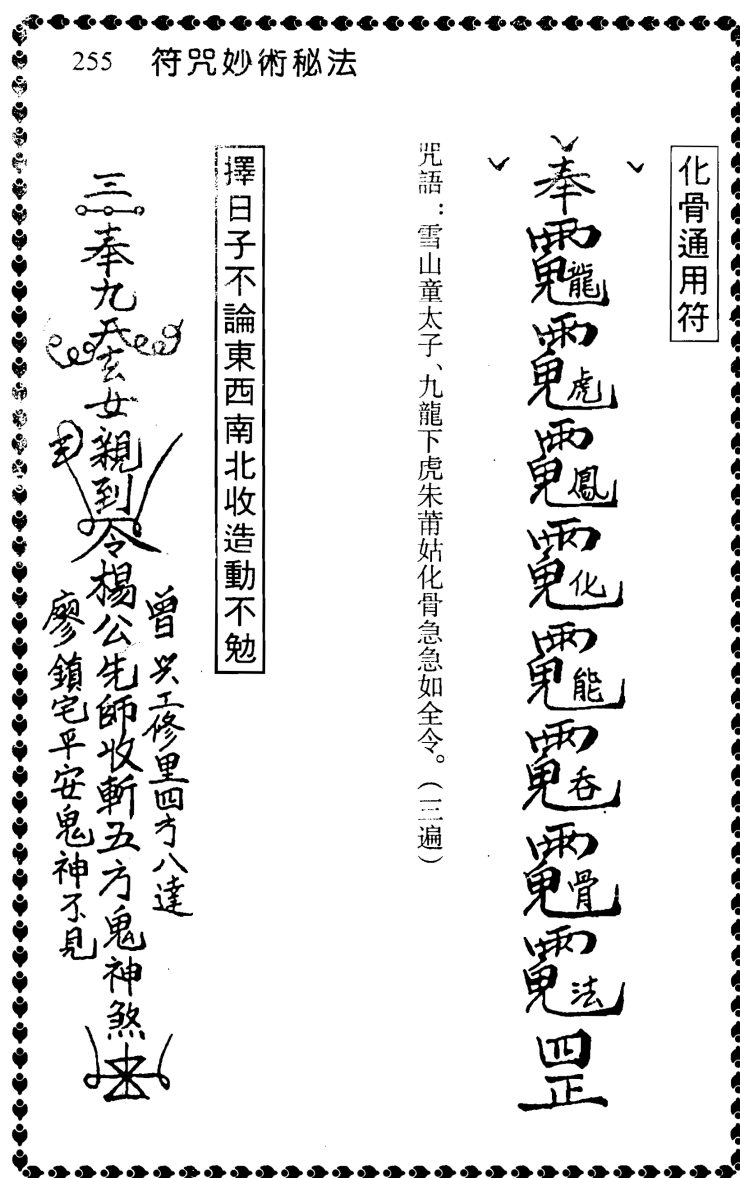 255 符咒妙術秘法
化骨通用符
奉
龍
虎
鳳
化
能
吞
骨
法
罡
咒語：雪山童太子、九龍下虎朱莆姑化骨急急如全令。（三遍）
擇日子不論東西南北收造動不勉
曾 工修里四方八達
三奉九天玄女親到令楊公先師收斬五方鬼神煞
廖鎮宅平安鬼神不見